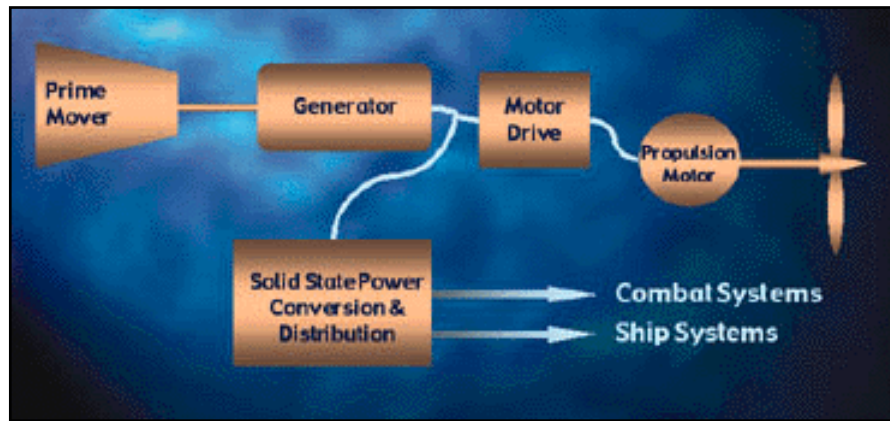 Prime
Mover
Generator
Motor
Drive
Propulsion
Motor
Solid State Power
Conversion &
Distribution
Combat Systems
Ship Systems